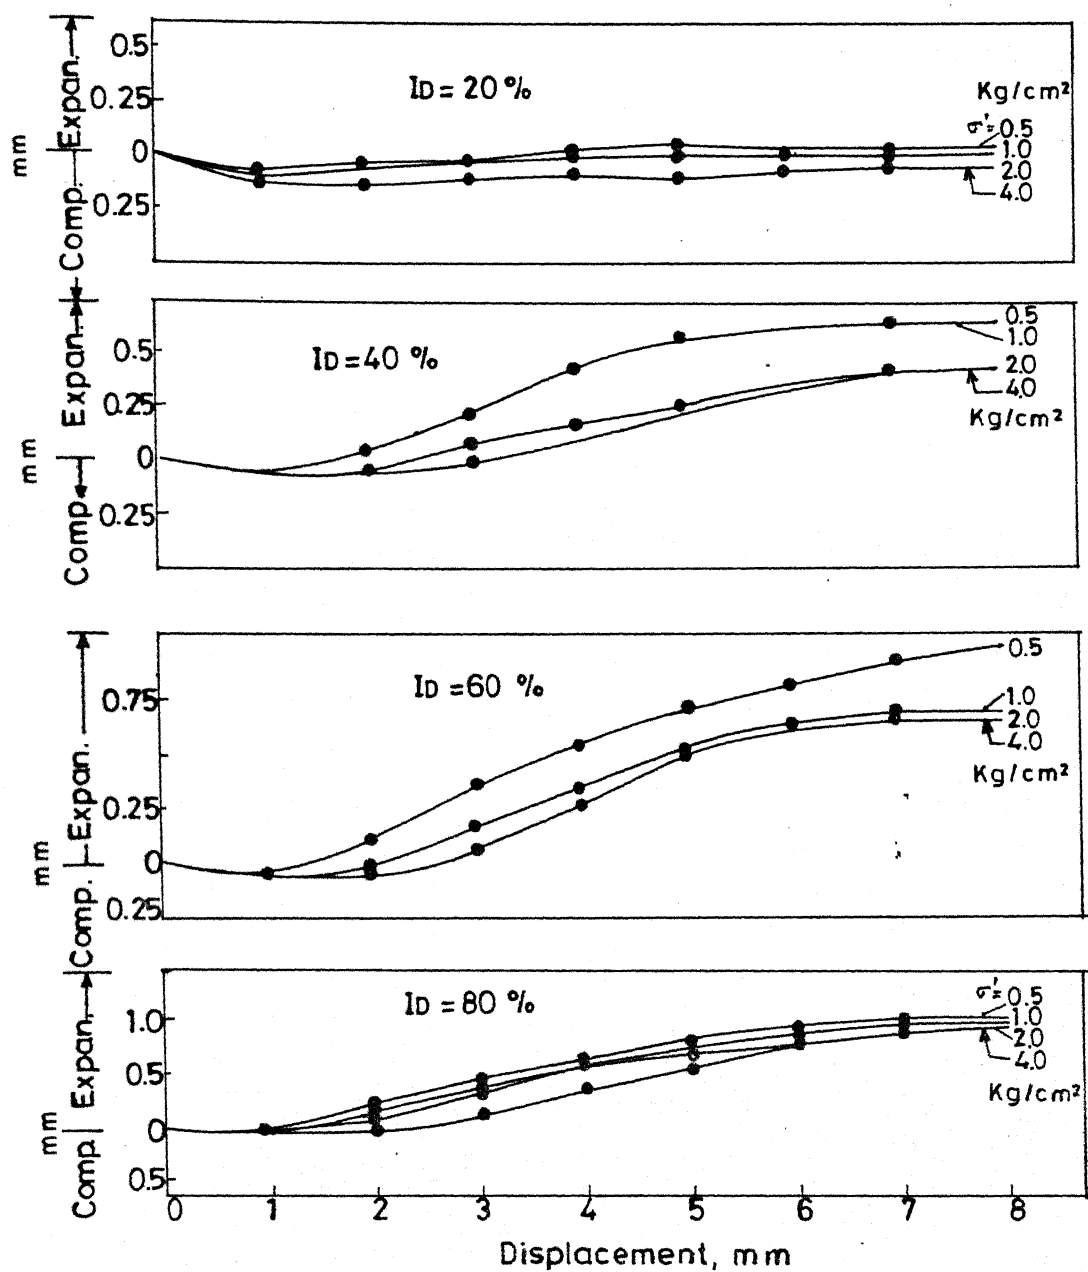 0.5
ID = 20 %
0.25
Kg/cm²
σ'= 0.5
0
1.0
2.0
0.25
4.0
mm
Comp. Expan.
0.5
1.0
0.5
ID = 40 %
2.0
0.25
4.0
Kg/cm²
0
0.25
mm
Comp Expan.
0.5
ID = 60 %
0.75
1.0
2.0
4.0
Kg/cm²
0.25
0
0.25
mm
Comp. Expan.
ID = 80 %
σ'= 0.5
1.0
1.0
2.0
4.0
0.5
Kg/cm²
0
0.5
mm
Comp. Expan.
0 1 2 3 4 5 6 7 8
Displacement, mm